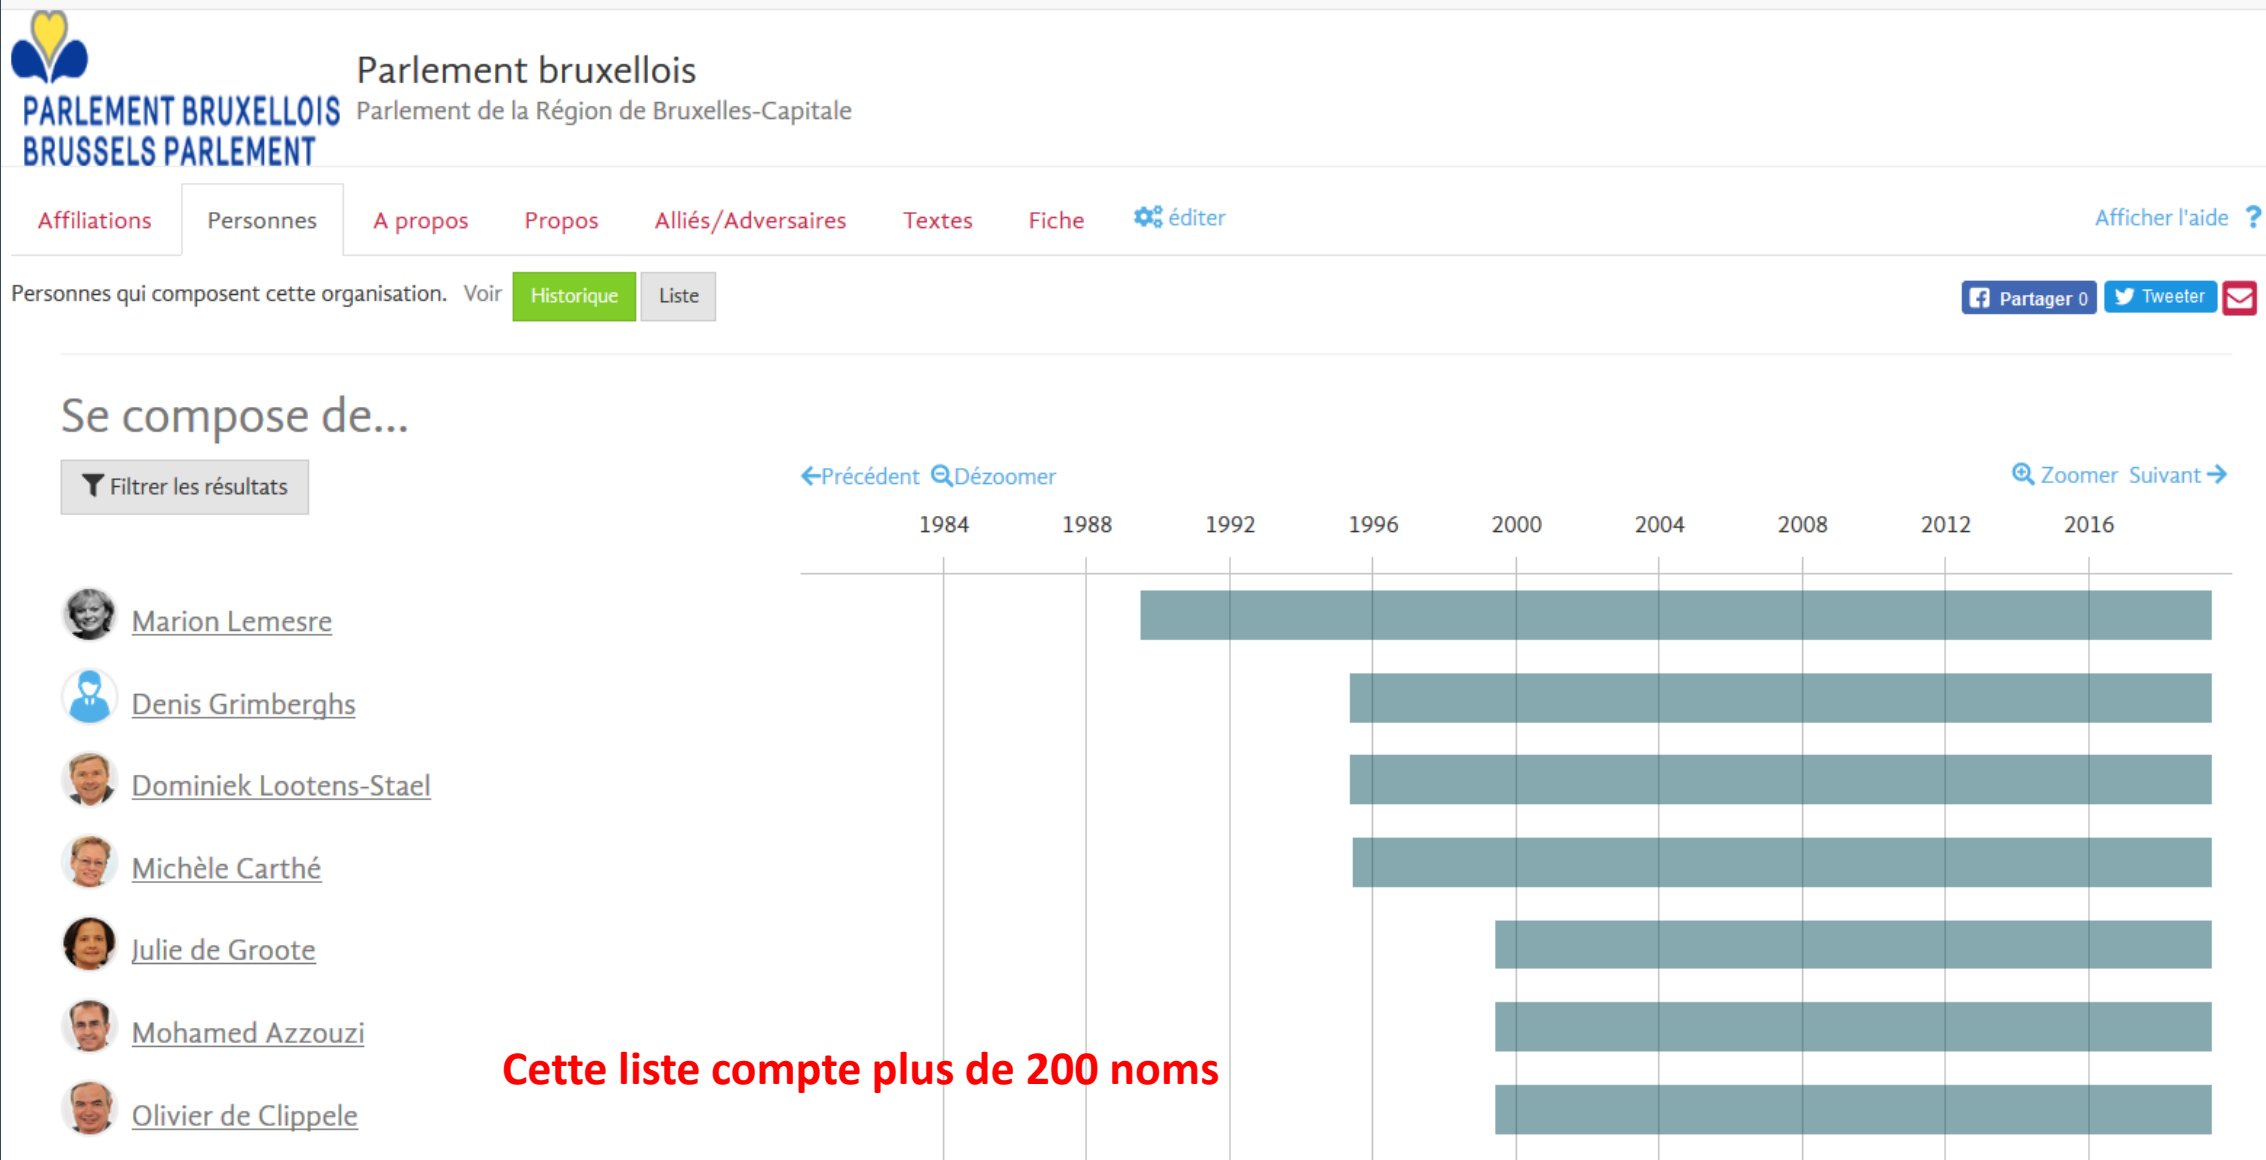 PARLEMENT BRUXELLOIS
BRUSSELS PARLEMENT
Parlement bruxellois
Parlement de la Région de Bruxelles-Capitale
Affiliations Personnes A propos Propos Alliés/Adversaires Textes Fiche éditer Afficher l'aide ?
Personnes qui composent cette organisation. Voir Historique Liste Partager 0 Tweeter
Se compose de...
Filtrer les résultats
Précédent Dézoomer Zoomer Suivant
1984 1988 1992 1996 2000 2004 2008 2012 2016
Marion Lemesre
Denis Grimberghs
Dominiek Lootens-Stael
Michèle Carthé
Julie de Groote
Mohamed Azzouzi
Cette liste compte plus de 200 noms
Olivier de Clippele